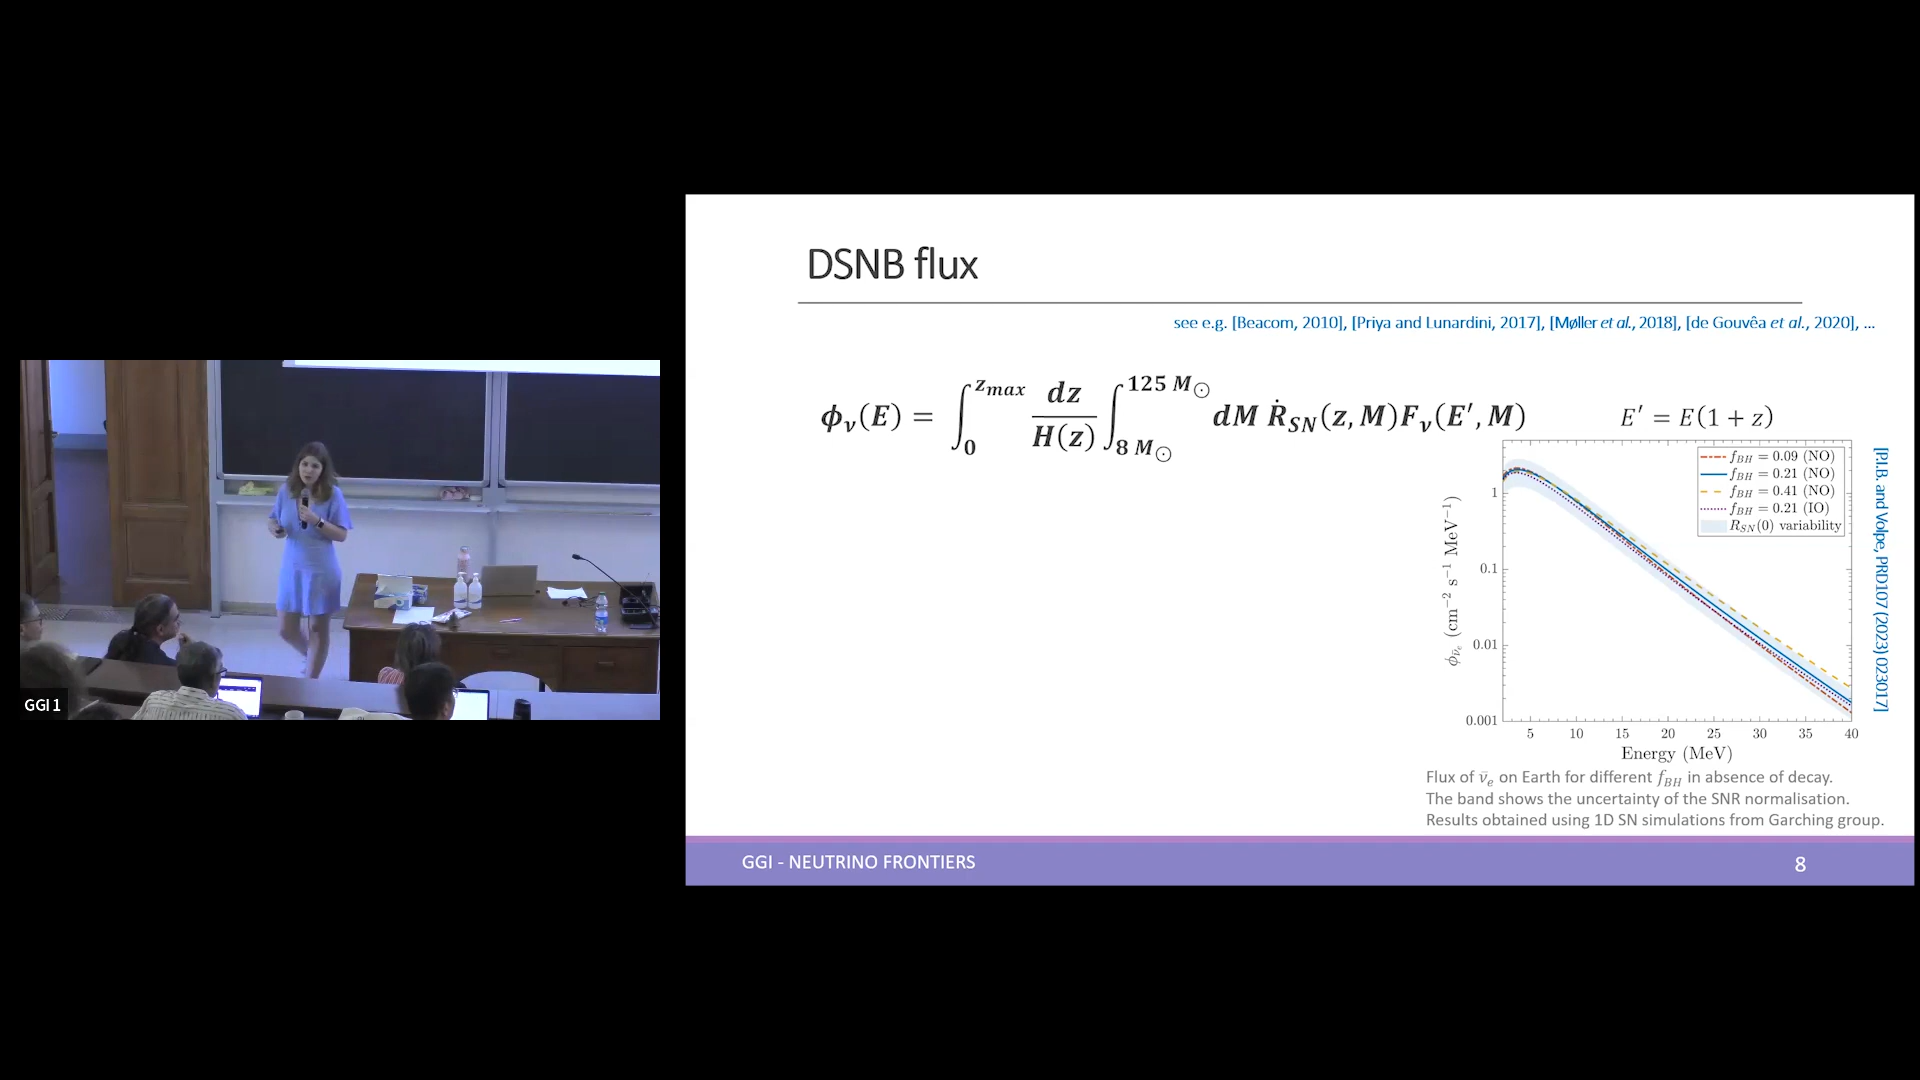 DSNB flux
see e.g. [Beacom, 2010], [Priya and Lunardini, 2017], [Møller et al., 2018], [de Gouvêa et al., 2020], ...
ϕ_ν(E) = ∫_0^{z_max} dz/H(z) ∫_{8 M_⊙}^{125 M_⊙} dM Ṙ_SN(z, M)F_ν(E′, M)
E′ = E(1 + z)
f_BH = 0.09 (NO)
f_BH = 0.21 (NO)
f_BH = 0.41 (NO)
f_BH = 0.21 (IO)
R_SN(0) variability
1
0.1
0.01
0.001
ϕ_ν̄e (cm⁻² s⁻¹ MeV⁻¹)
5 10 15 20 25 30 35 40
Energy (MeV)
[P.I.B. and Volpe, PRD107 (2023) 023017]
Flux of ν̄_e on Earth for different f_BH in absence of decay.
The band shows the uncertainty of the SNR normalisation.
Results obtained using 1D SN simulations from Garching group.
GGI - NEUTRINO FRONTIERS
8
GGI 1